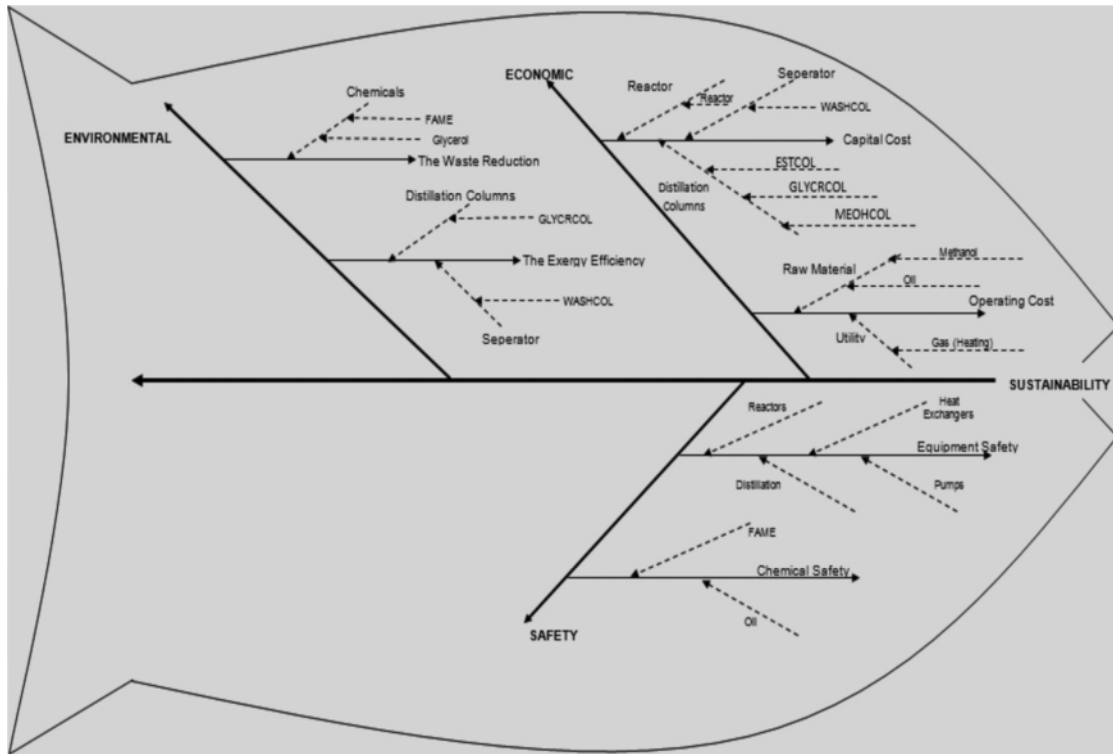 ECONOMIC
Seperator
Reactor
Reactor
Chemicals
WASHCOL
FAME
ENVIRONMENTAL
Glycerol
Capital Cost
The Waste Reduction
ESTCOL
Distillation
Columns
GLYCRCOL
Distillation Columns
MEOHCOL
GLYCRCOL
Methanol
The Exergy Efficiency
Raw Material
Oil
WASHCOL
Operating Cost
Seperator
Utility
Gas (Heating)
SUSTAINABILITY
Reactors
Heat
Exchangers
Equipment Safety
Distillation
Pumps
FAME
Chemical Safety
Oil
SAFETY